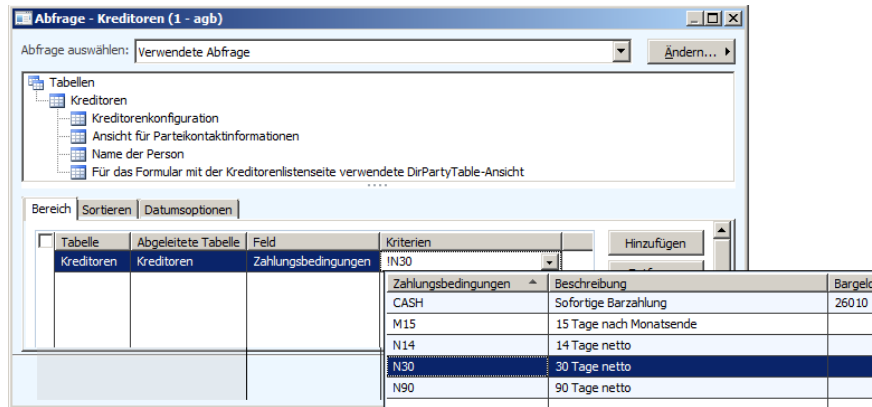 Abfrage - Kreditoren (1 - agb)
Abfrage auswählen: Verwendete Abfrage Ändern...
Tabellen
Kreditoren
Kreditorenkonfiguration
Ansicht für Parteikontaktinformationen
Name der Person
Für das Formular mit der Kreditorenlistenseite verwendete DirPartyTable-Ansicht
Bereich Sortieren Datumsoptionen
Tabelle Abgeleitete Tabelle Feld Kriterien Hinzufügen
Kreditoren Kreditoren Zahlungsbedingungen !N30
Zahlungsbedingungen Beschreibung Bargeld
CASH Sofortige Barzahlung 26010
M15 15 Tage nach Monatsende
N14 14 Tage netto
N30 30 Tage netto
N90 90 Tage netto